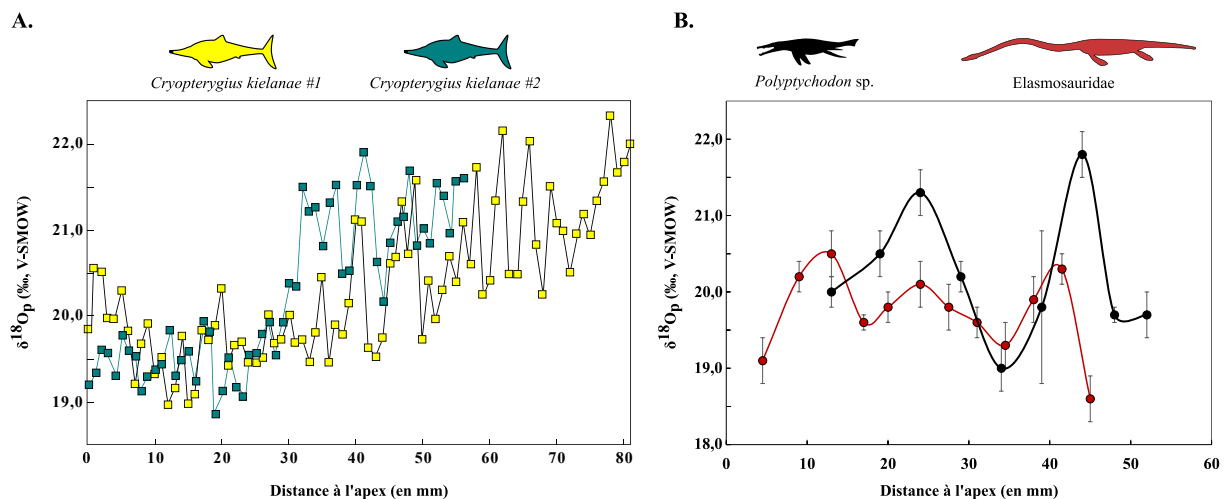 A.
Cryopterygius kielanae #1
Cryopterygius kielanae #2
δ18Op (‰, V-SMOW)
22,0
21,0
20,0
19,0
0
10
20
30
40
50
60
70
80
Distance à l'apex (en mm)
B.
Polyptychodon sp.
Elasmosauridae
δ18Op (‰, V-SMOW)
22,0
21,0
20,0
19,0
18,0
0
10
20
30
40
50
60
Distance à l'apex (en mm)